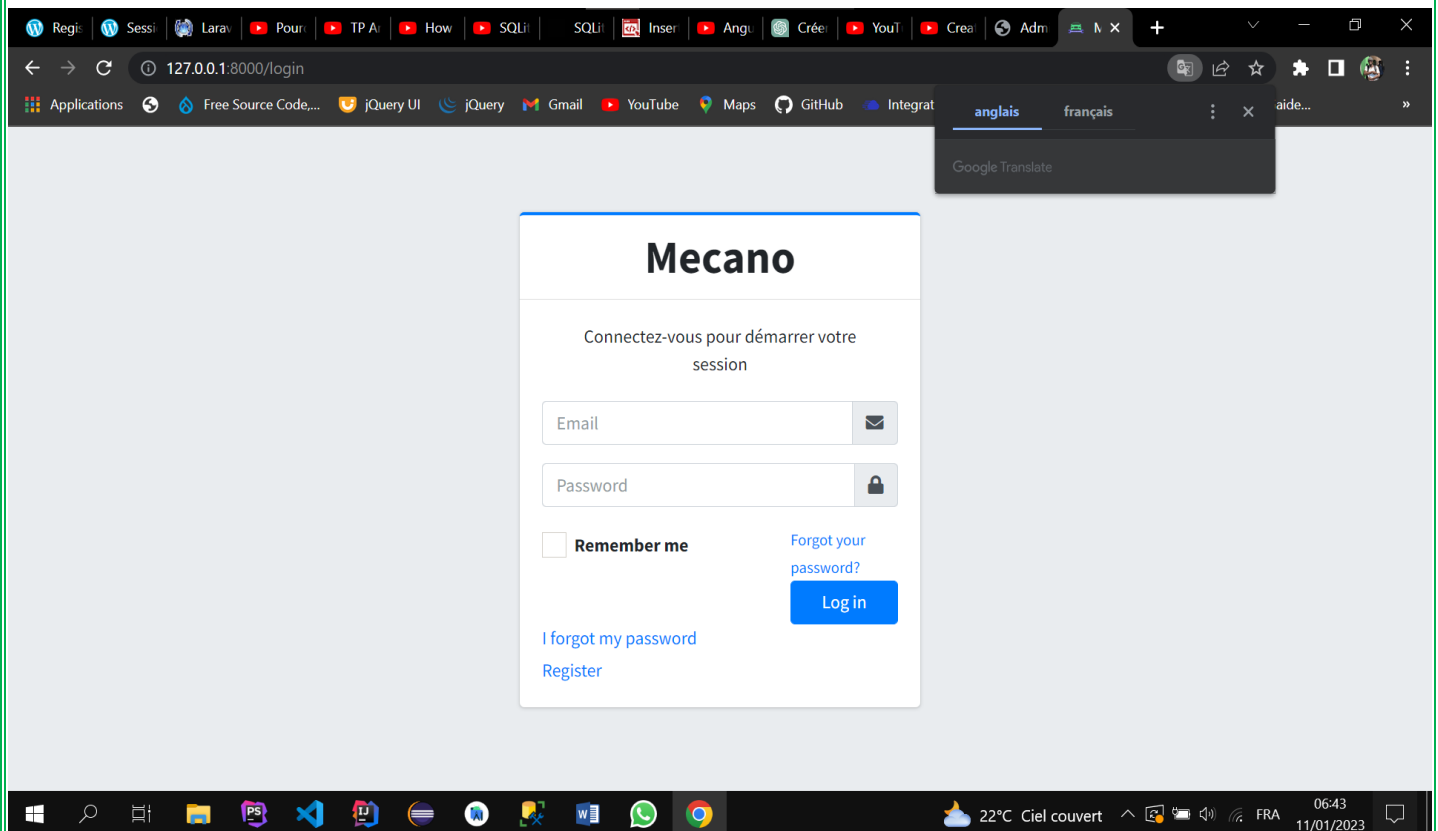 Regis Sessi Larav Pourq TP Ar How SQLit SQLit Inser Angu Créer YouT Creat Adm M
127.0.0.1:8000/login
Applications Free Source Code,... jQuery UI jQuery Gmail YouTube Maps GitHub Integrat aide... »
anglais français
Google Translate
Mecano
Connectez-vous pour démarrer votre
session
Email
Password
Remember me
Forgot your
password?
Log in
I forgot my password
Register
22°C Ciel couvert FRA 06:43
11/01/2023